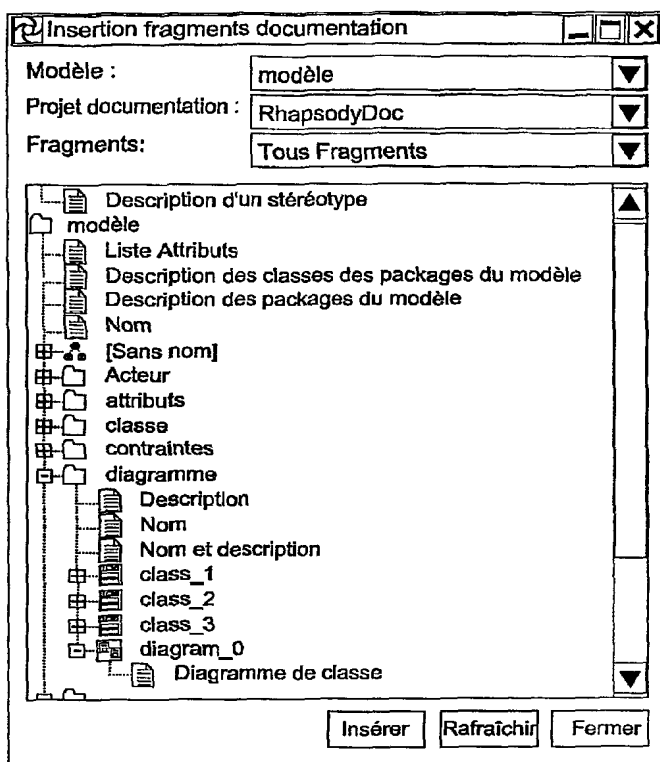 Insertion fragments documentation
Modèle : modèle
Projet documentation : RhapsodyDoc
Fragments: Tous Fragments
Description d'un stéréotype
modèle
Liste Attributs
Description des classes des packages du modèle
Description des packages du modèle
Nom
[Sans nom]
Acteur
attributs
classe
contraintes
diagramme
Description
Nom
Nom et description
class_1
class_2
class_3
diagram_0
Diagramme de classe
Insérer Rafraîchir Fermer